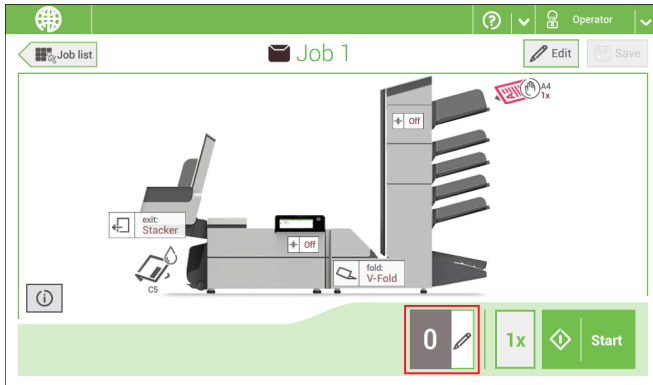 Operator
Job list
Job 1
Edit
Save
A4
1x
Off
exit:
Stacker
Off
fold:
V-Fold
C5
0
1x
Start